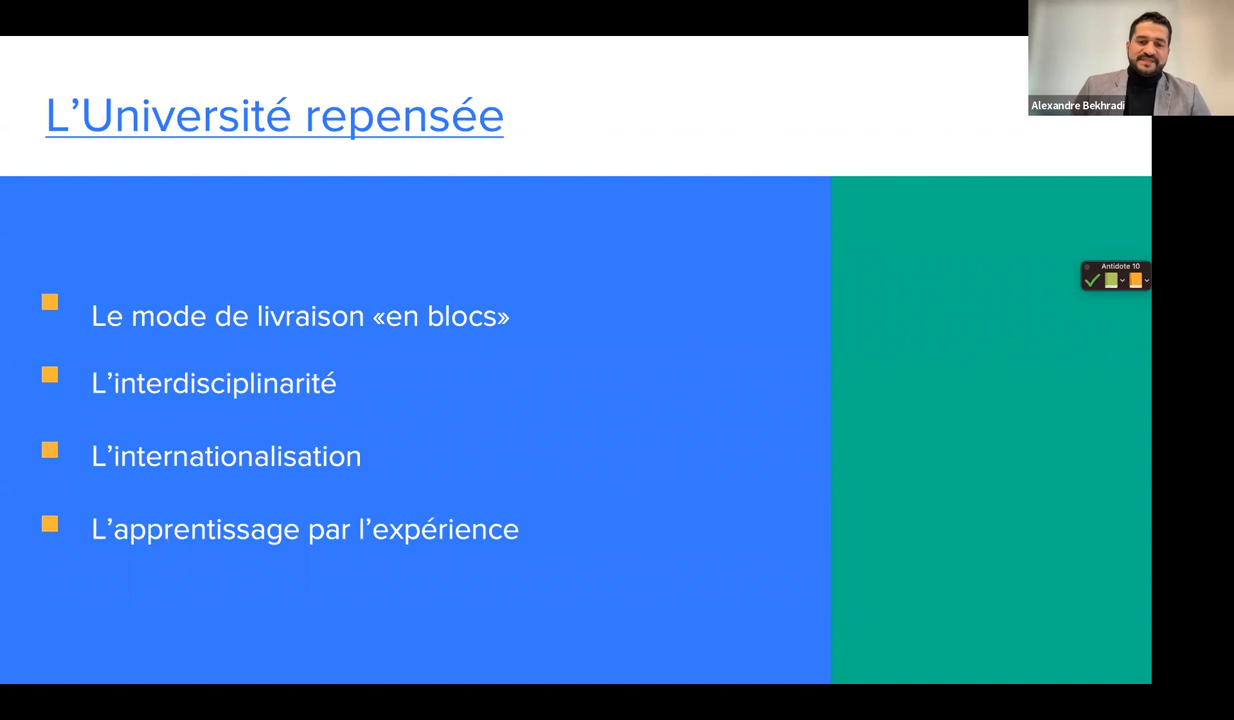 L’Université repensée
Alexandre Bekhradi
Antidote 10
Le mode de livraison «en blocs»
L’interdisciplinarité
L’internationalisation
L’apprentissage par l’expérience